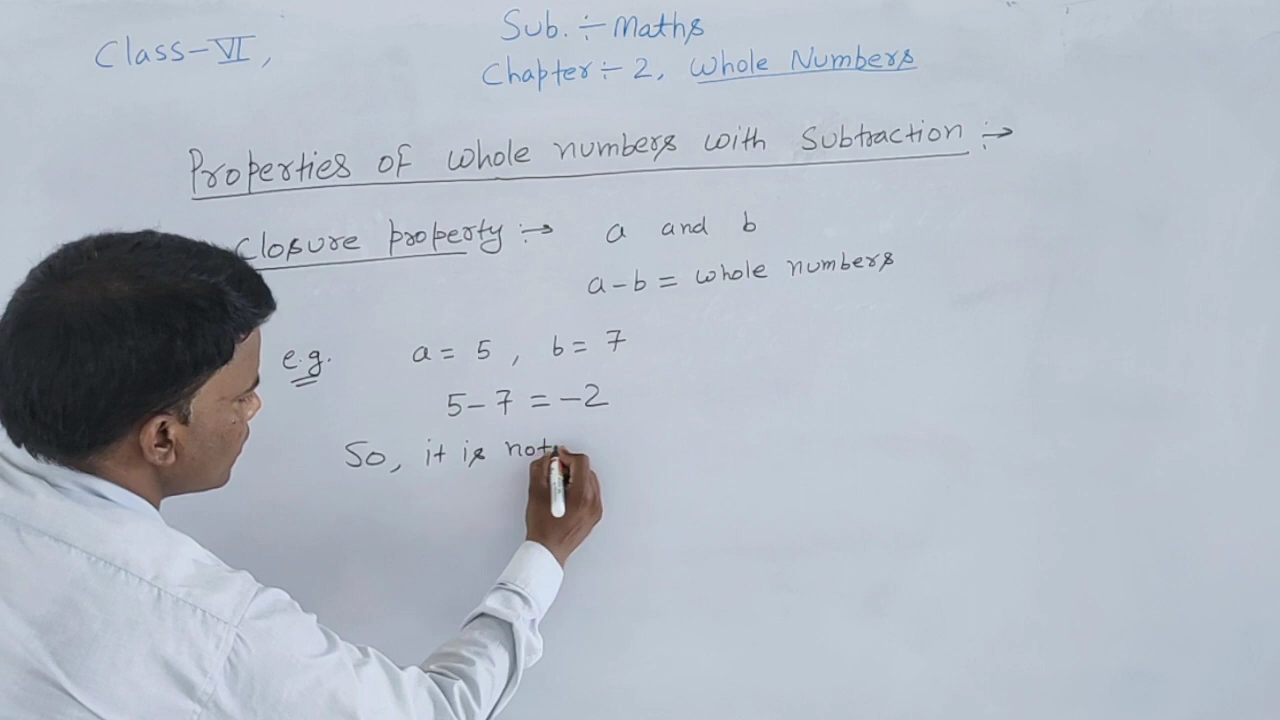 Class-VI,
Sub. :- Maths
Chapter :- 2, Whole Numbers
Properties of whole numbers with Subtraction :→
Closure property :→ a and b
a-b = whole numbers
e.g. a = 5, b = 7
5-7 = -2
So, it is not